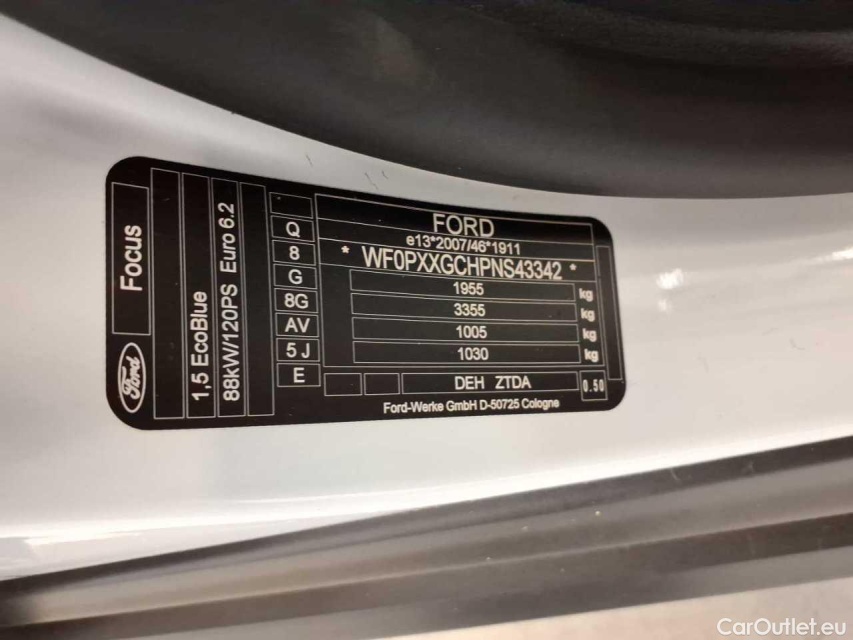 Focus
Ford
1,5 EcoBlue
88kW/120PS Euro 6.2
Q
8
G
8G
AV
5 J
E
FORD
e13*2007/46*1911
* WF0PXXGCHPNS43342 *
1955 kg
3355 kg
1005 kg
1030 kg
DEH ZTDA 0.50
Ford-Werke GmbH D-50725 Cologne
CarOutlet.eu